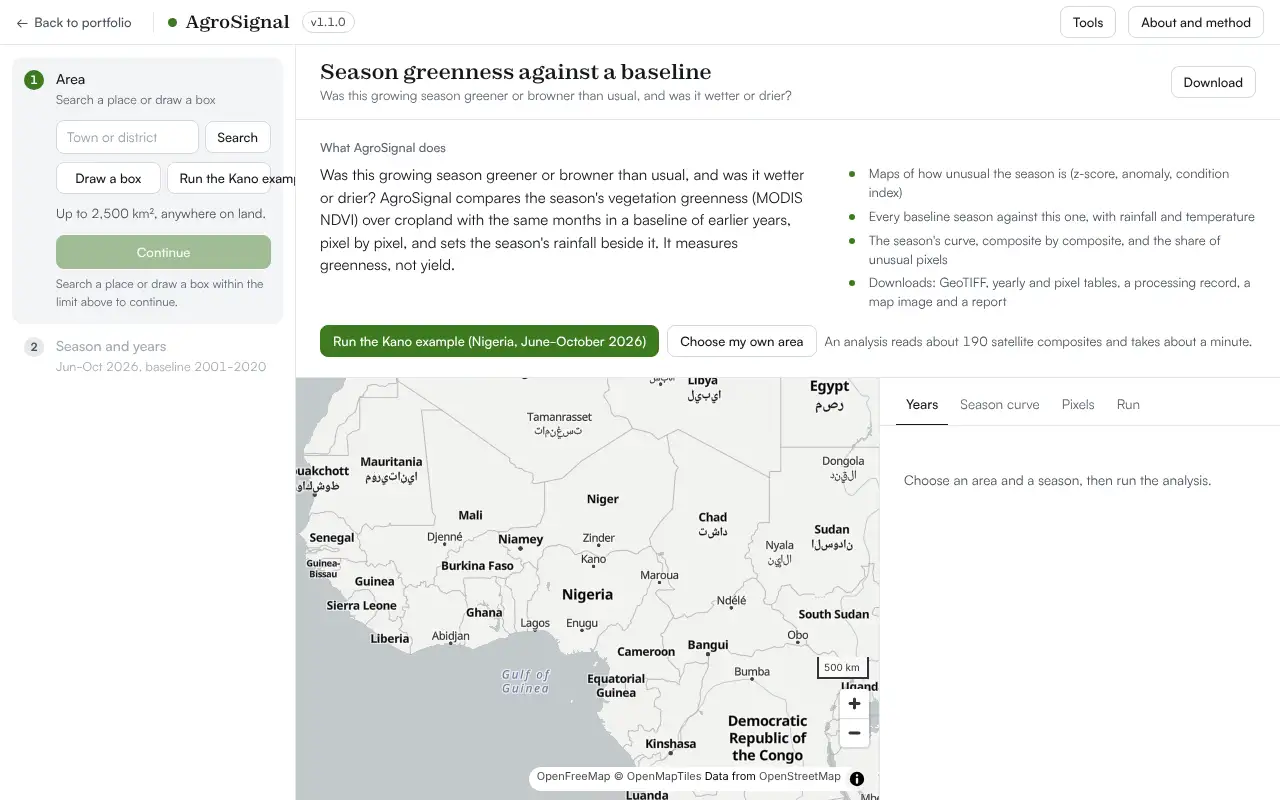 ← Back to portfolio
AgroSignal
v1.1.0
Tools
About and method
1
Area
Search a place or draw a box
Town or district
Search
Draw a box
Run the Kano examp
Up to 2,500 km², anywhere on land.
Continue
Search a place or draw a box within the
limit above to continue.
2
Season and years
Jun–Oct 2026, baseline 2001–2020
Season greenness against a baseline
Was this growing season greener or browner than usual, and was it wetter or drier?
Download
What AgroSignal does
Was this growing season greener or browner than usual, and was it wetter
or drier? AgroSignal compares the season's vegetation greenness (MODIS
NDVI) over cropland with the same months in a baseline of earlier years,
pixel by pixel, and sets the season's rainfall beside it. It measures
greenness, not yield.
Maps of how unusual the season is (z-score, anomaly, condition
index)
Every baseline season against this one, with rainfall and temperature
The season's curve, composite by composite, and the share of
unusual pixels
Downloads: GeoTIFF, yearly and pixel tables, a processing record, a
map image and a report
Run the Kano example (Nigeria, June–October 2026)
Choose my own area
An analysis reads about 190 satellite composites and takes about a minute.
Libya
Egypt
Tamanrasset
Mauritania
Dongola
Niger
Mali
Chad
Sudan
Senegal
Djenné
Niamey
Zinder
Nyala
Guinea-
Bissau
Burkina Faso
Kano
Maroua
Guinea
Nigeria
Ndélé
Sierra Leone
Ghana
South Sudan
Lagos
Enugu
Liberia
Abidjan
Obo
Cameroon
Bangui
Gulf of
Guinea
Equatorial
Guinea
Bumba
500 km
Democratic
Republic of
the Congo
Kinshasa
Luanda
+
−
OpenFreeMap © OpenMapTiles Data from OpenStreetMap
Years
Season curve
Pixels
Run
Choose an area and a season, then run the analysis.